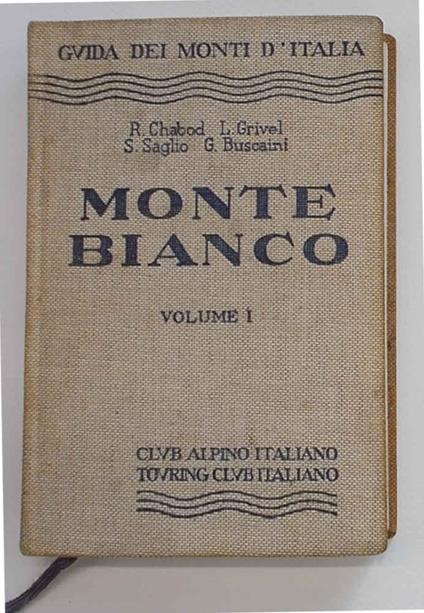 GVIDA DEI MONTI D'ITALIA
R. Chabod L. Grivel
S. Saglio G. Buscaini
MONTE
BIANCO
VOLUME I
CLVB ALPINO ITALIANO
TOVRING CLVB ITALIANO